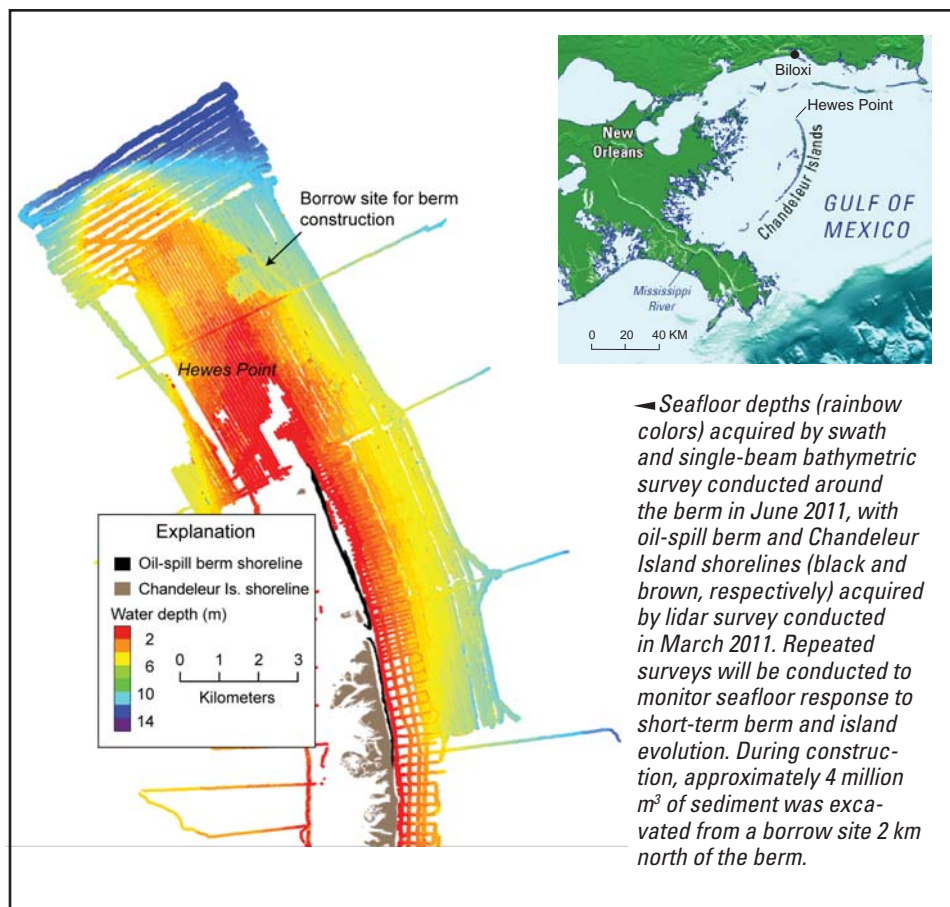 Borrow site for berm
construction
Hewes Point
Explanation
Oil-spill berm shoreline
Chandeleur Is. shoreline
Water depth (m)
2
6
10
14
0 1 2 3
Kilometers
Biloxi
Hewes Point
New
Orleans
Chandeleur Islands
GULF OF
MEXICO
Mississippi
River
0 20 40 KM
◄Seafloor depths (rainbow
colors) acquired by swath
and single-beam bathymetric
survey conducted around
the berm in June 2011, with
oil-spill berm and Chandeleur
Island shorelines (black and
brown, respectively) acquired
by lidar survey conducted
in March 2011. Repeated
surveys will be conducted to
monitor seafloor response to
short-term berm and island
evolution. During construc-
tion, approximately 4 million
m³ of sediment was exca-
vated from a borrow site 2 km
north of the berm.